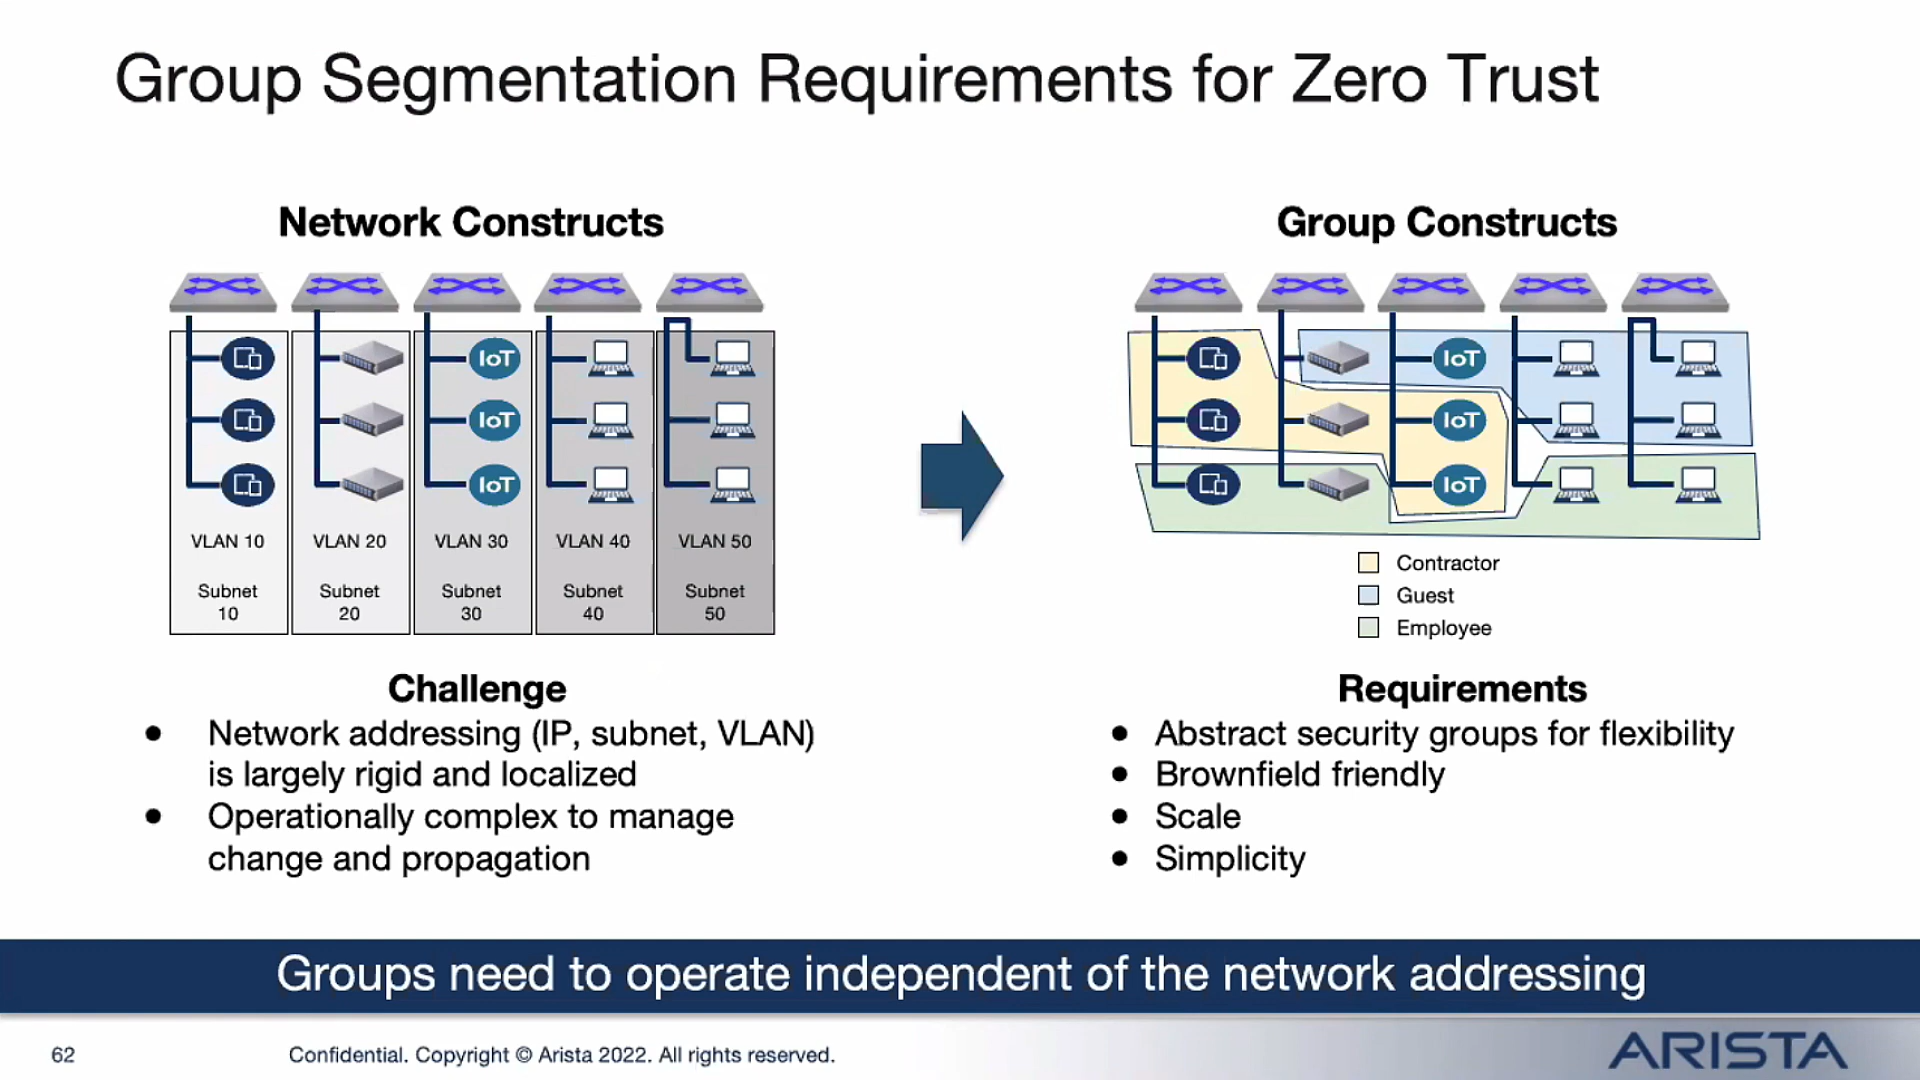 Group Segmentation Requirements for Zero Trust
Network Constructs
IoT
IoT
IoT
VLAN 10
VLAN 20
VLAN 30
VLAN 40
VLAN 50
Subnet
10
Subnet
20
Subnet
30
Subnet
40
Subnet
50
Challenge
● Network addressing (IP, subnet, VLAN)
is largely rigid and localized
● Operationally complex to manage
change and propagation
Group Constructs
IoT
IoT
IoT
Contractor
Guest
Employee
Requirements
● Abstract security groups for flexibility
● Brownfield friendly
● Scale
● Simplicity
Groups need to operate independent of the network addressing
62
Confidential. Copyright © Arista 2022. All rights reserved.
ARISTA